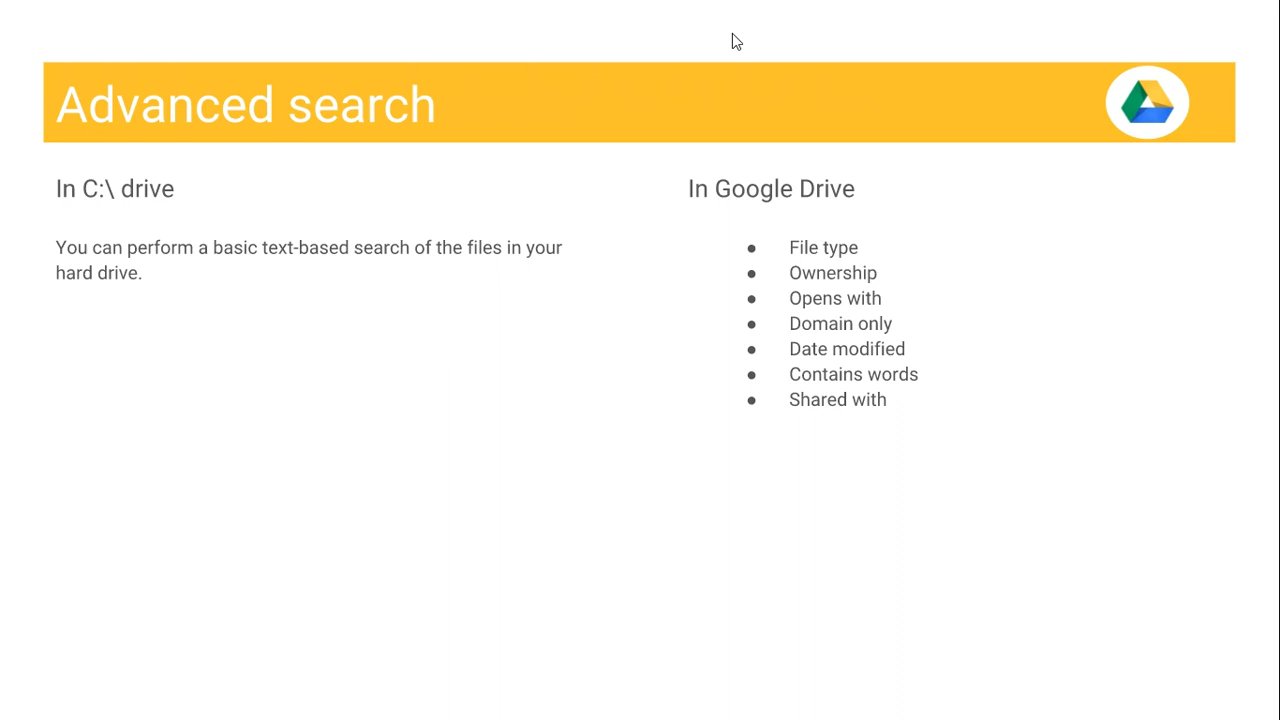 Advanced search
In C:\ drive
You can perform a basic text-based search of the files in your
hard drive.
In Google Drive
● File type
● Ownership
● Opens with
● Domain only
● Date modified
● Contains words
● Shared with